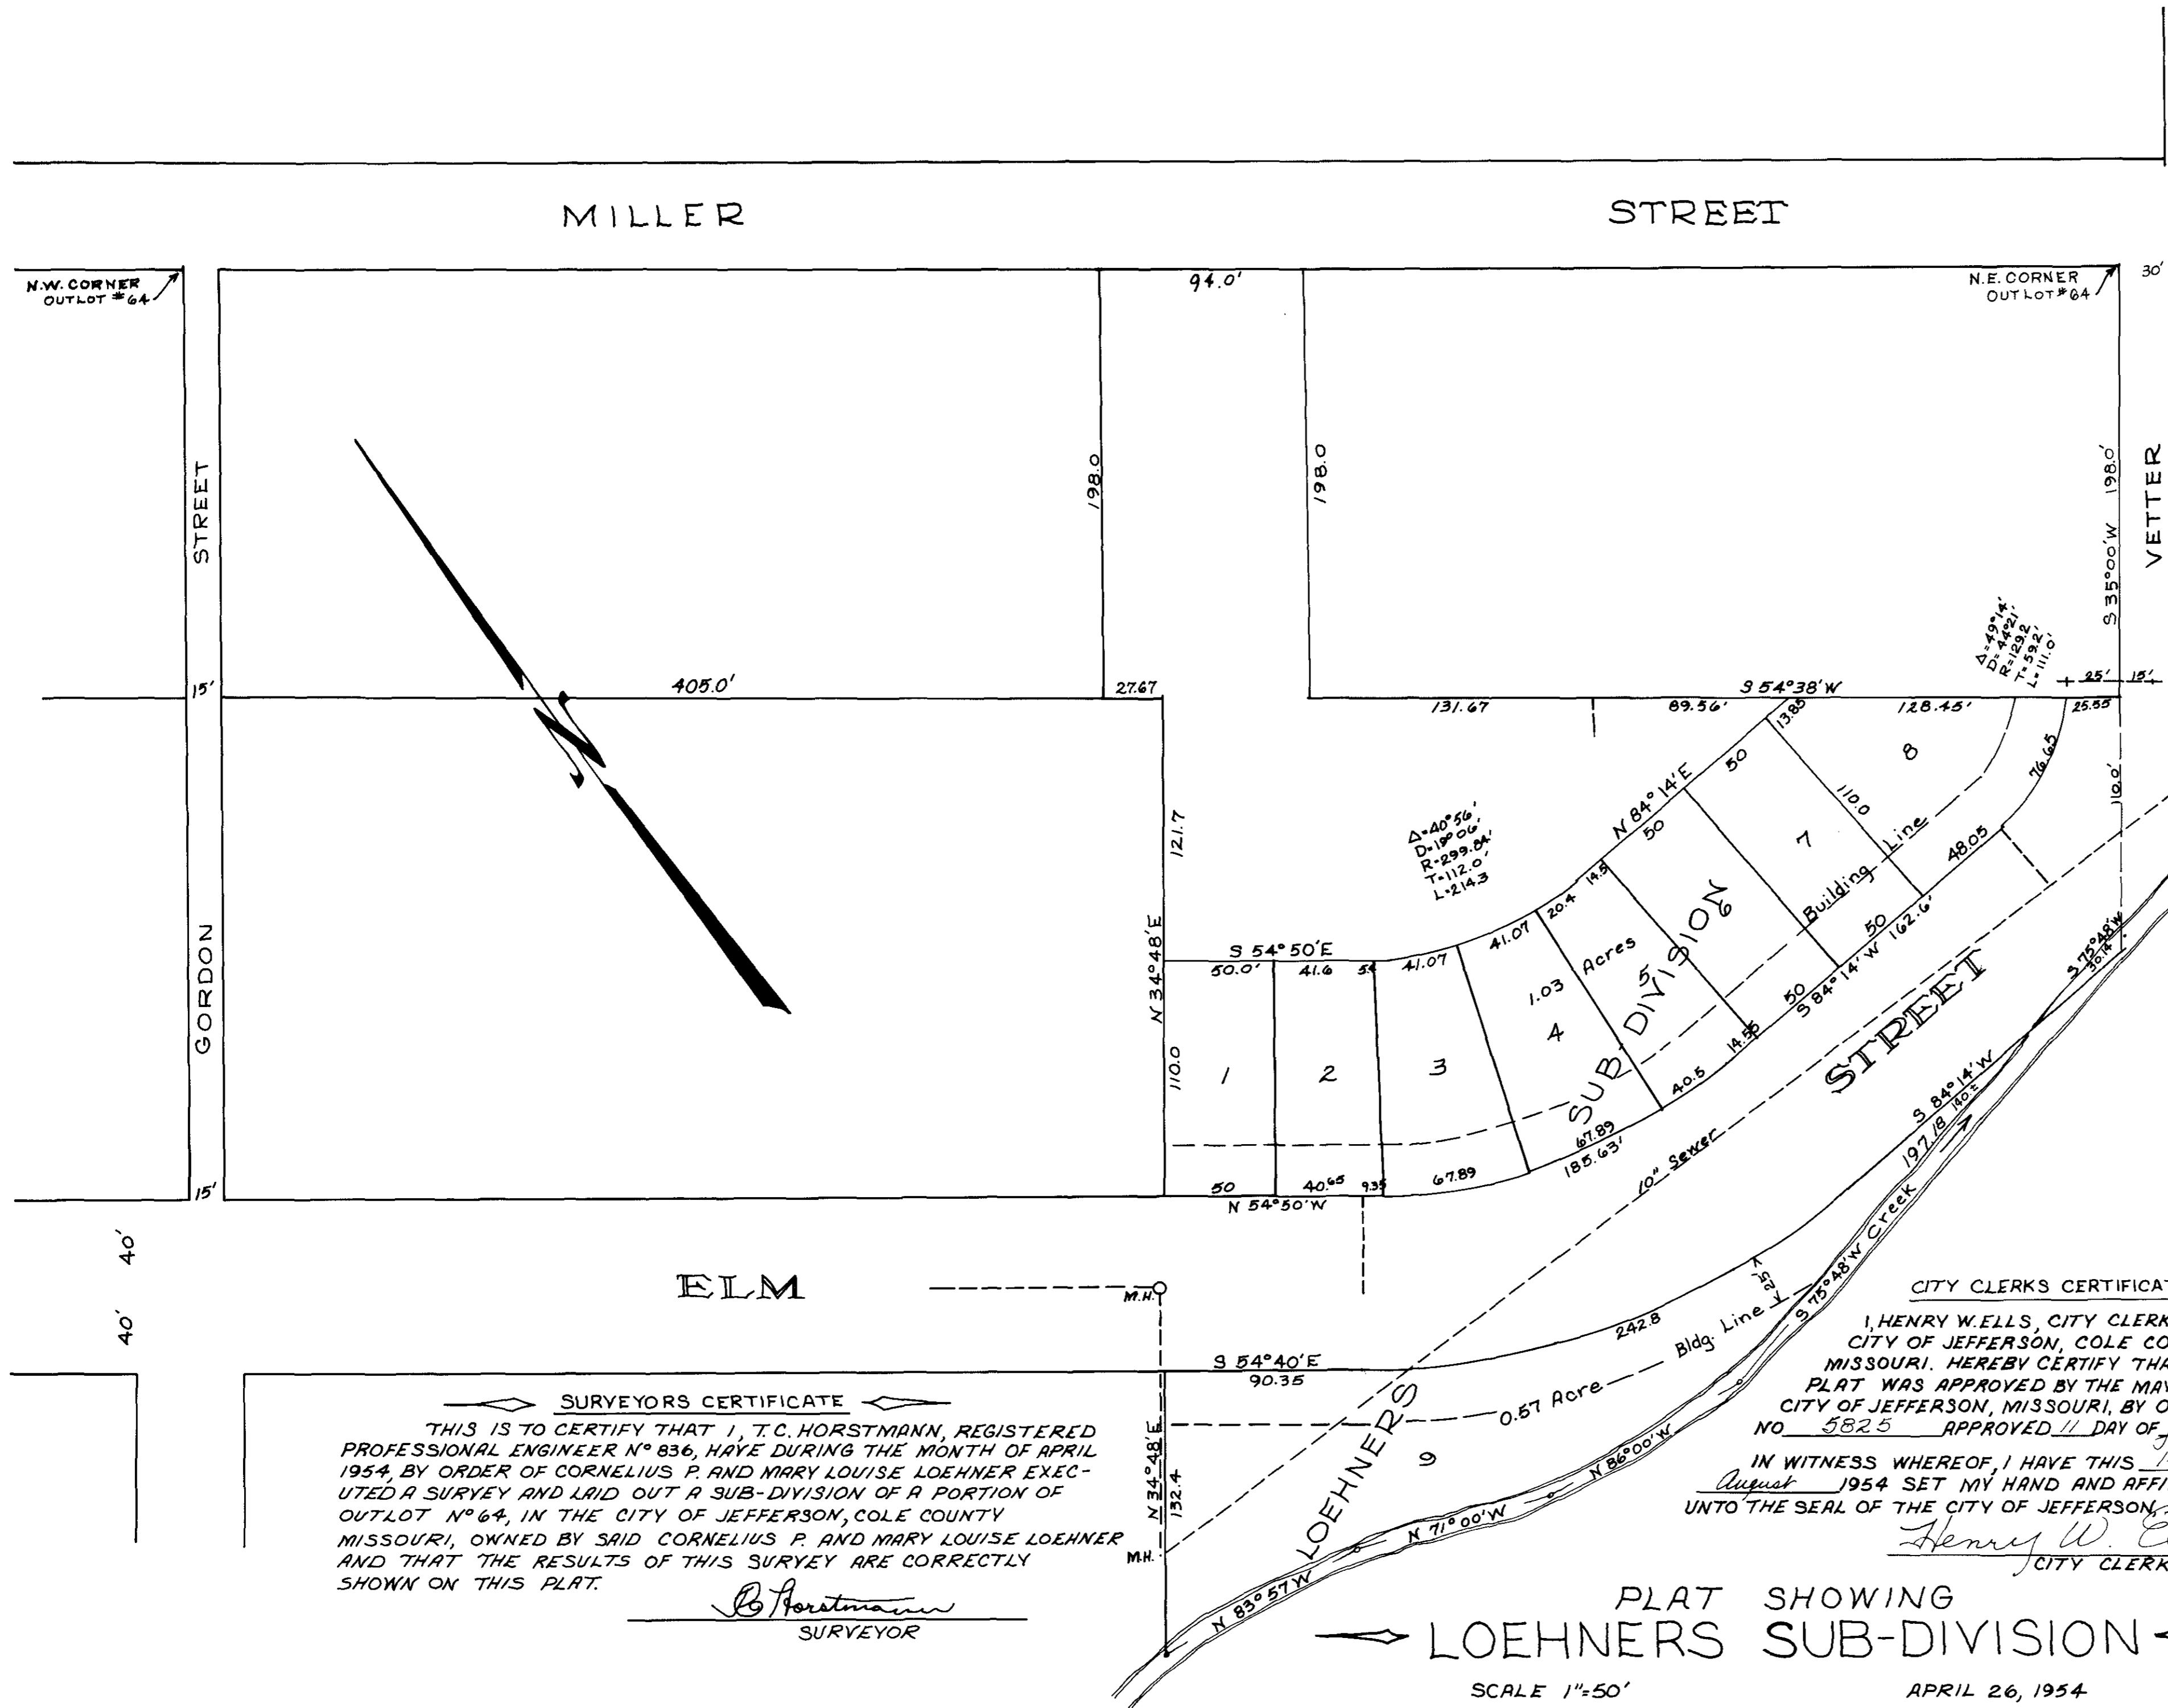 MILLER STREET
N.W. CORNER
OUTLOT #64
94.0'
N.E. CORNER
OUTLOT #64
30'
STREET
GORDON
198.0
198.0
S 35°00'W 198.0'
VETTER
Δ=49°14'
D=44°21'
R=129.2
T=59.2'
L=111.0'
15'
405.0'
27.67
S 54°38'W
25' 15'
131.67
89.56'
128.45'
25.55
13.85
8
76.65
110.0'
121.7
Δ=40°56'
D=19°06'
R=299.84'
T=112.0'
L=214.3
N 84°14'E
50
50
110.0
7
Building Line
48.05
14.5
20.4
41.07
41.07
6
50
S 84°14'W 162.6'
50
S 54°50'E
50.0'
41.6
5.4
N 34°48'E
110.0
1
2
3
4
5
1.03 Acres
SUB DIVISION
14.55
40.5
67.89
185.63'
67.89
50
40.65
9.35
N 54°50'W
15'
S 75°48'W
30.14
STREET
S 84°14'W
140.±
197.18
10" Sewer
Creek
40'
40'
ELM
M.H.
25'
S 75°48'W
242.8
Bldg. Line
S 54°40'E
90.35
0.57 Acre
LOEHNERS
9
N 34°48'E
132.4
M.H.
N 86°00'W
N 71°00'W
N 83°57'W
SURVEYORS CERTIFICATE
THIS IS TO CERTIFY THAT I, T.C. HORSTMANN, REGISTERED
PROFESSIONAL ENGINEER Nº 836, HAVE DURING THE MONTH OF APRIL
1954, BY ORDER OF CORNELIUS P. AND MARY LOUISE LOEHNER EXEC-
UTED A SURVEY AND LAID OUT A SUB-DIVISION OF A PORTION OF
OUTLOT Nº 64, IN THE CITY OF JEFFERSON, COLE COUNTY
MISSOURI, OWNED BY SAID CORNELIUS P. AND MARY LOUISE LOEHNER
AND THAT THE RESULTS OF THIS SURVEY ARE CORRECTLY
SHOWN ON THIS PLAT.
Horstmann
SURVEYOR
CITY CLERKS CERTIFICA
I, HENRY W. ELLS, CITY CLERK
CITY OF JEFFERSON, COLE CO
MISSOURI. HEREBY CERTIFY THA
PLAT WAS APPROVED BY THE MAY
CITY OF JEFFERSON, MISSOURI, BY O
NO 5825 APPROVED 11 DAY OF
IN WITNESS WHEREOF, I HAVE THIS
August 1954 SET MY HAND AND AFFI
UNTO THE SEAL OF THE CITY OF JEFFERSON,
Henry W.
CITY CLERK
PLAT SHOWING
LOEHNERS SUB-DIVISION
SCALE 1"=50'
APRIL 26, 1954